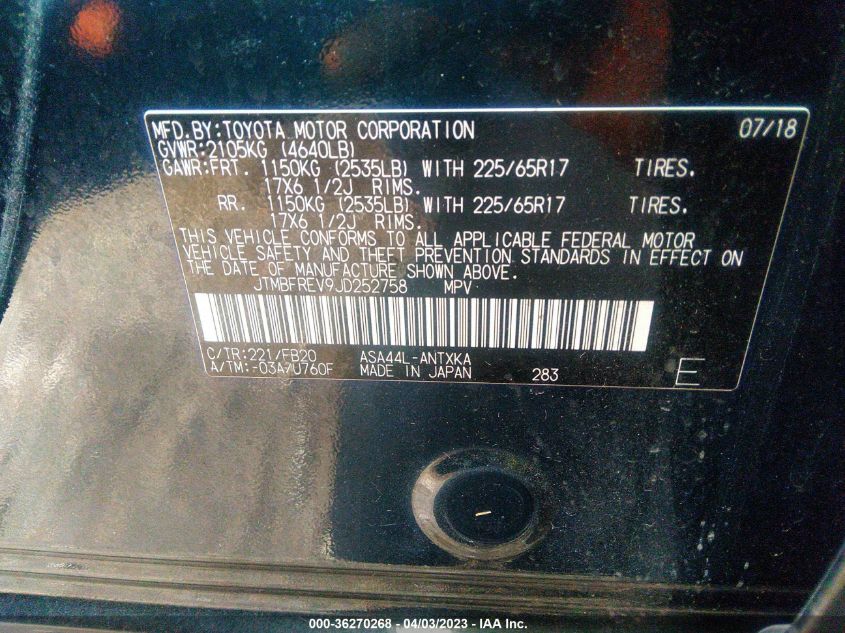 MFD.BY:TOYOTA MOTOR CORPORATION 07/18
GVWR:2105KG (4640LB)
GAWR:FRT. 1150KG (2535LB) WITH 225/65R17 TIRES.
17X6 1/2J RIMS.
RR. 1150KG (2535LB) WITH 225/65R17 TIRES.
17X6 1/2J RIMS.
THIS VEHICLE CONFORMS TO ALL APPLICABLE FEDERAL MOTOR
VEHICLE SAFETY AND THEFT PREVENTION STANDARDS IN EFFECT ON
THE DATE OF MANUFACTURE SHOWN ABOVE.
JTMBFREV9JD252758 MPV
C/TR:221/FB20 ASA44L-ANTXKA
A/TM:-03A/U760F MADE IN JAPAN 283 E
000-36270268 - 04/03/2023 - IAA Inc.